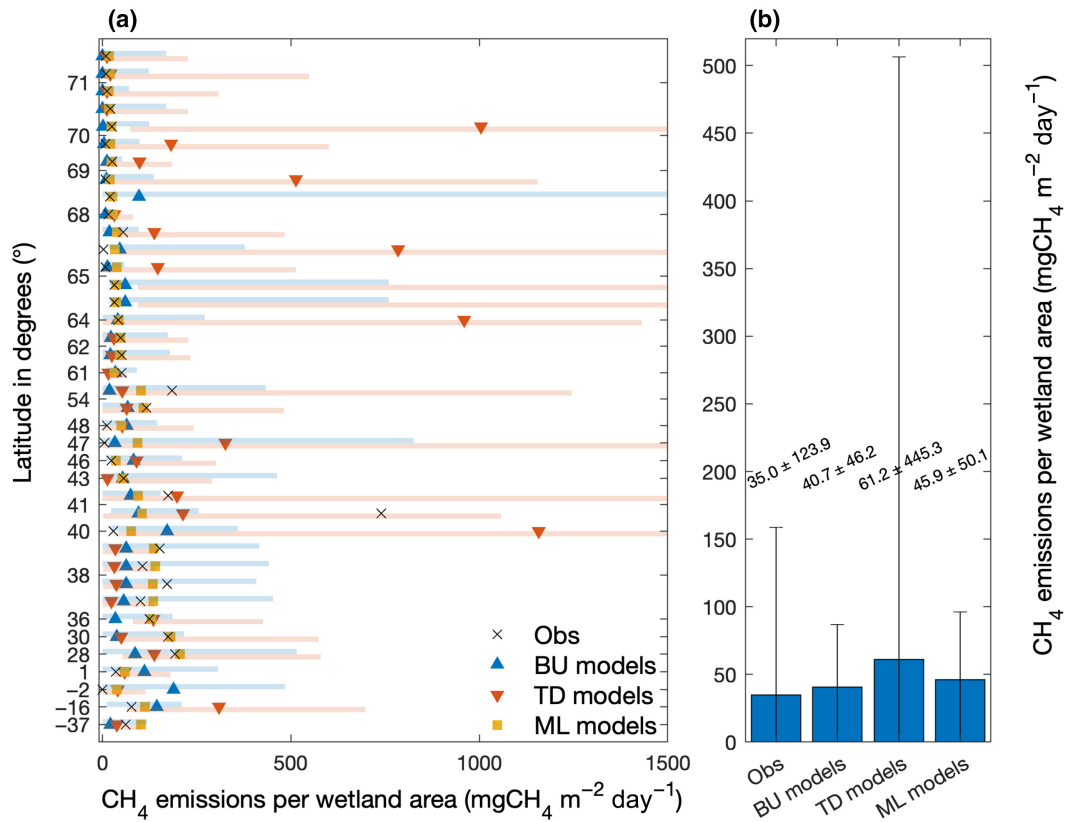 (a)
Latitude in degrees (°)
71
70
69
68
65
64
62
61
54
48
47
46
43
41
40
38
36
30
28
1
−2
−16
−37
Obs
BU models
TD models
ML models
0 500 1000 1500
CH4 emissions per wetland area (mgCH4 m−2 day−1)
(b)
500
450
400
350
300
250
200
150
100
50
0
35.0 ± 123.9
40.7 ± 46.2
61.2 ± 445.3
45.9 ± 50.1
Obs
BU models
TD models
ML models
CH4 emissions per wetland area (mgCH4 m−2 day−1)